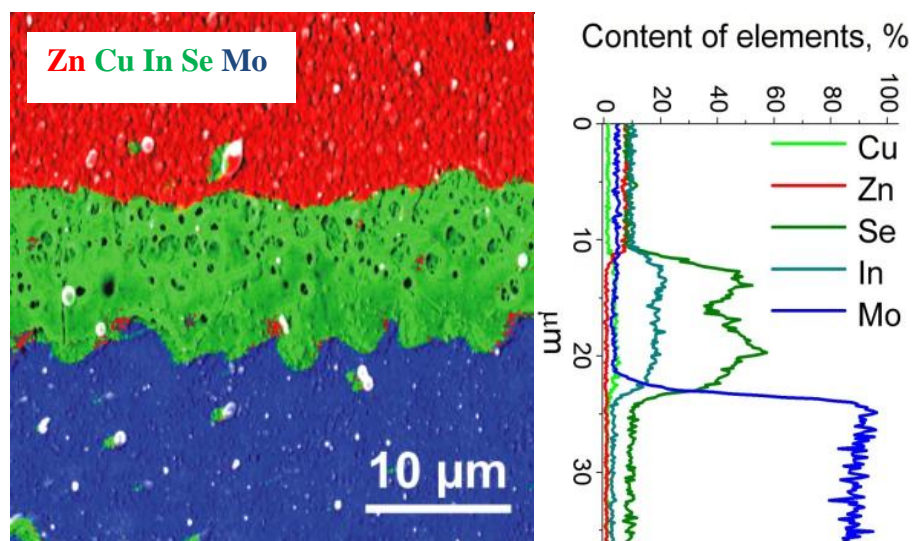 Zn Cu In Se Mo
10 μm
Content of elements, %
0 20 40 60 80 100
0
10
20
30
μm
Cu
Zn
Se
In
Mo